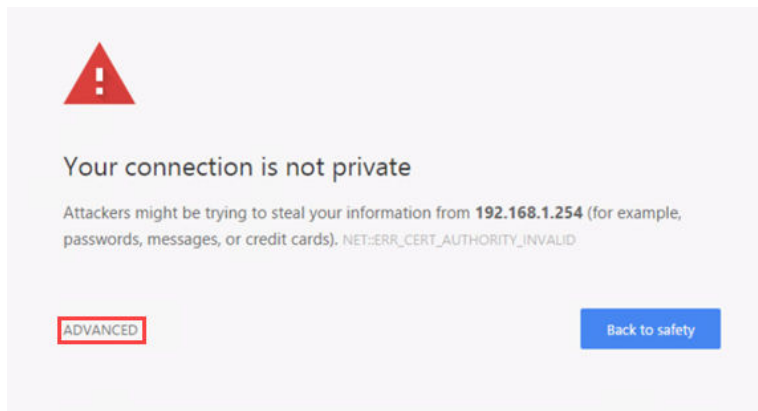 Your connection is not private
Attackers might be trying to steal your information from 192.168.1.254 (for example,
passwords, messages, or credit cards). NET::ERR_CERT_AUTHORITY_INVALID
ADVANCED
Back to safety